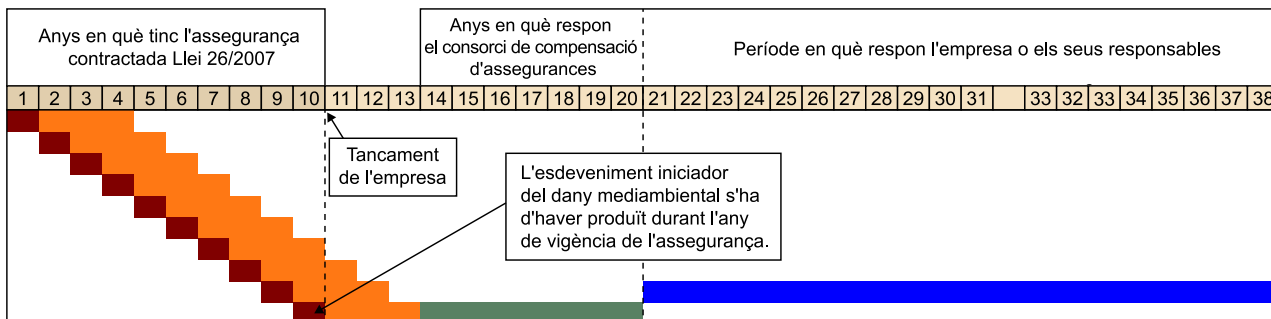 Anys en què tinc l'assegurança
contractada Llei 26/2007
Anys en què respon
el consorci de compensació
d'assegurances
Període en què respon l'empresa o els seus responsables
1 2 3 4 5 6 7 8 9 10 11 12 13 14 15 16 17 18 19 20 21 22 23 24 25 26 27 28 29 30 31 33 32 33 34 35 36 37 38
Tancament
de l'empresa
L'esdeveniment iniciador
del dany mediambiental s'ha
d'haver produït durant l'any
de vigència de l'assegurança.